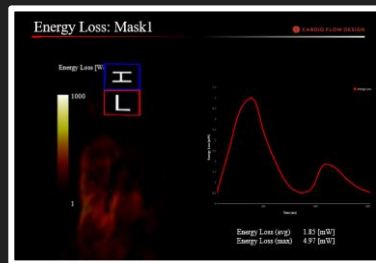 Energy Loss: Mask1
CARDIO FLOW DESIGN
Energy Loss [W
H
L
1000
1
Energy Loss (avg) 1.85 [mW]
Energy Loss (max) 4.97 [mW]